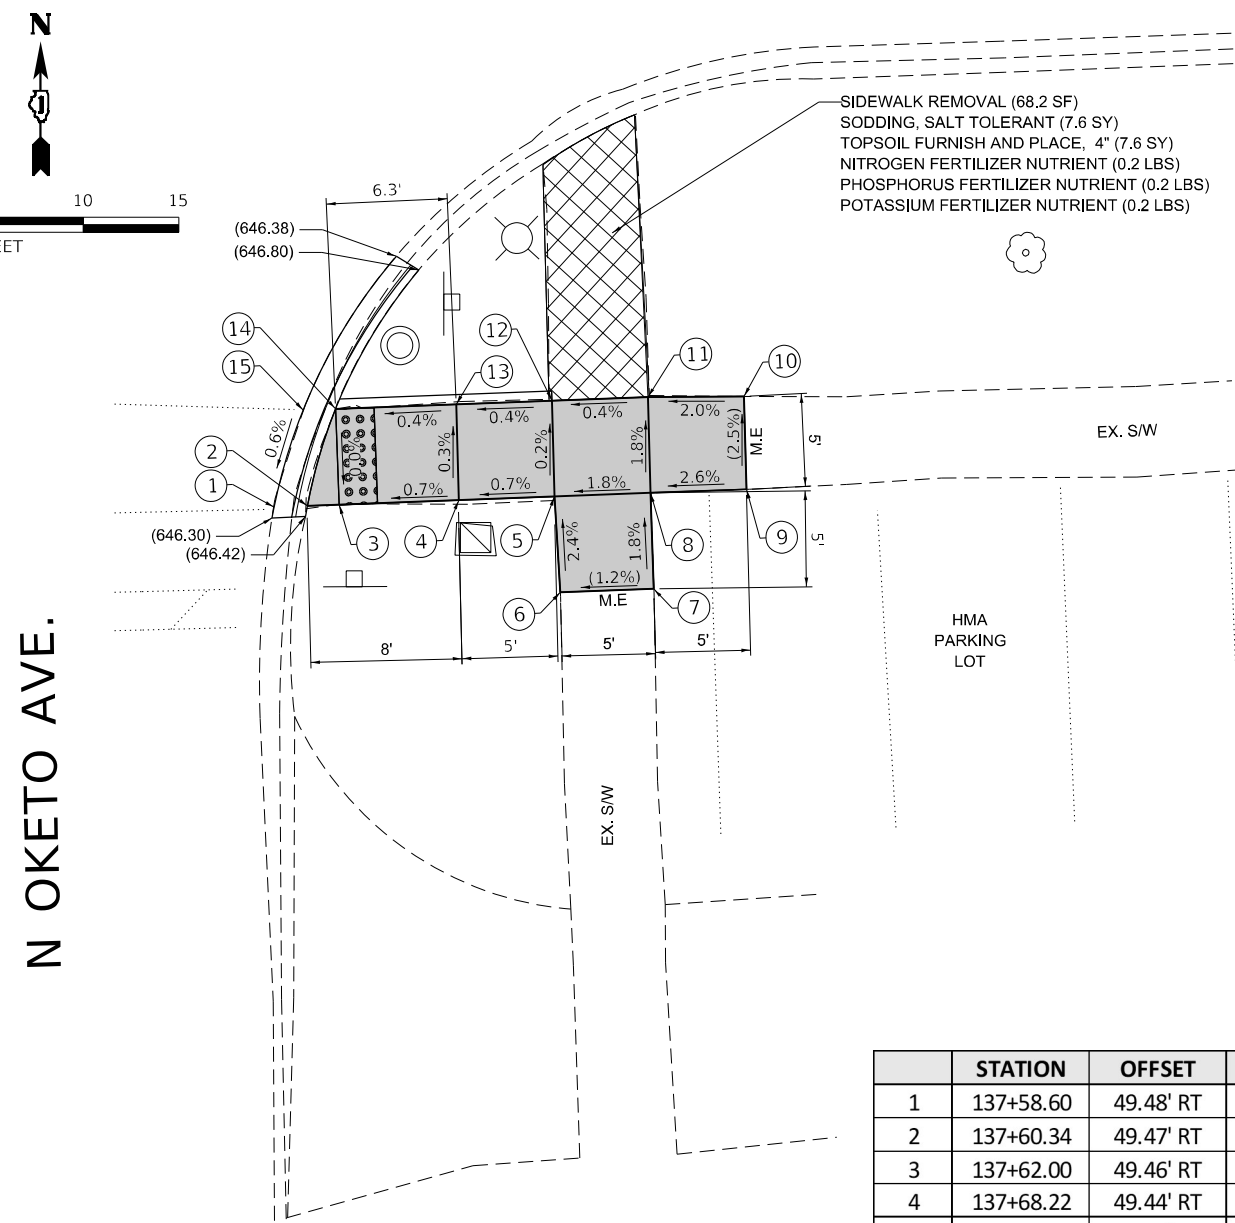 N
10 15
EET
SIDEWALK REMOVAL (68.2 SF)
SODDING, SALT TOLERANT (7.6 SY)
TOPSOIL FURNISH AND PLACE, 4" (7.6 SY)
NITROGEN FERTILIZER NUTRIENT (0.2 LBS)
PHOSPHORUS FERTILIZER NUTRIENT (0.2 LBS)
POTASSIUM FERTILIZER NUTRIENT (0.2 LBS)
6.3'
(646.38)
(646.80)
14
15
12
13
11
10
2
1
0.6%
0.0%
0.4%
0.4%
0.4%
2.0%
0.3%
0.2%
1.8%
(2.5%)
M.E
5'
EX. S/W
0.7%
0.7%
1.8%
2.6%
(646.30)
(646.42)
3
4
5
8
9
2.4%
1.8%
5'
(1.2%)
M.E
6
7
8'
5'
5'
5'
HMA
PARKING
LOT
EX. S/W
N OKETO AVE.
STATION OFFSET
1 137+58.60 49.48' RT
2 137+60.34 49.47' RT
3 137+62.00 49.46' RT
4 137+68.22 49.44' RT